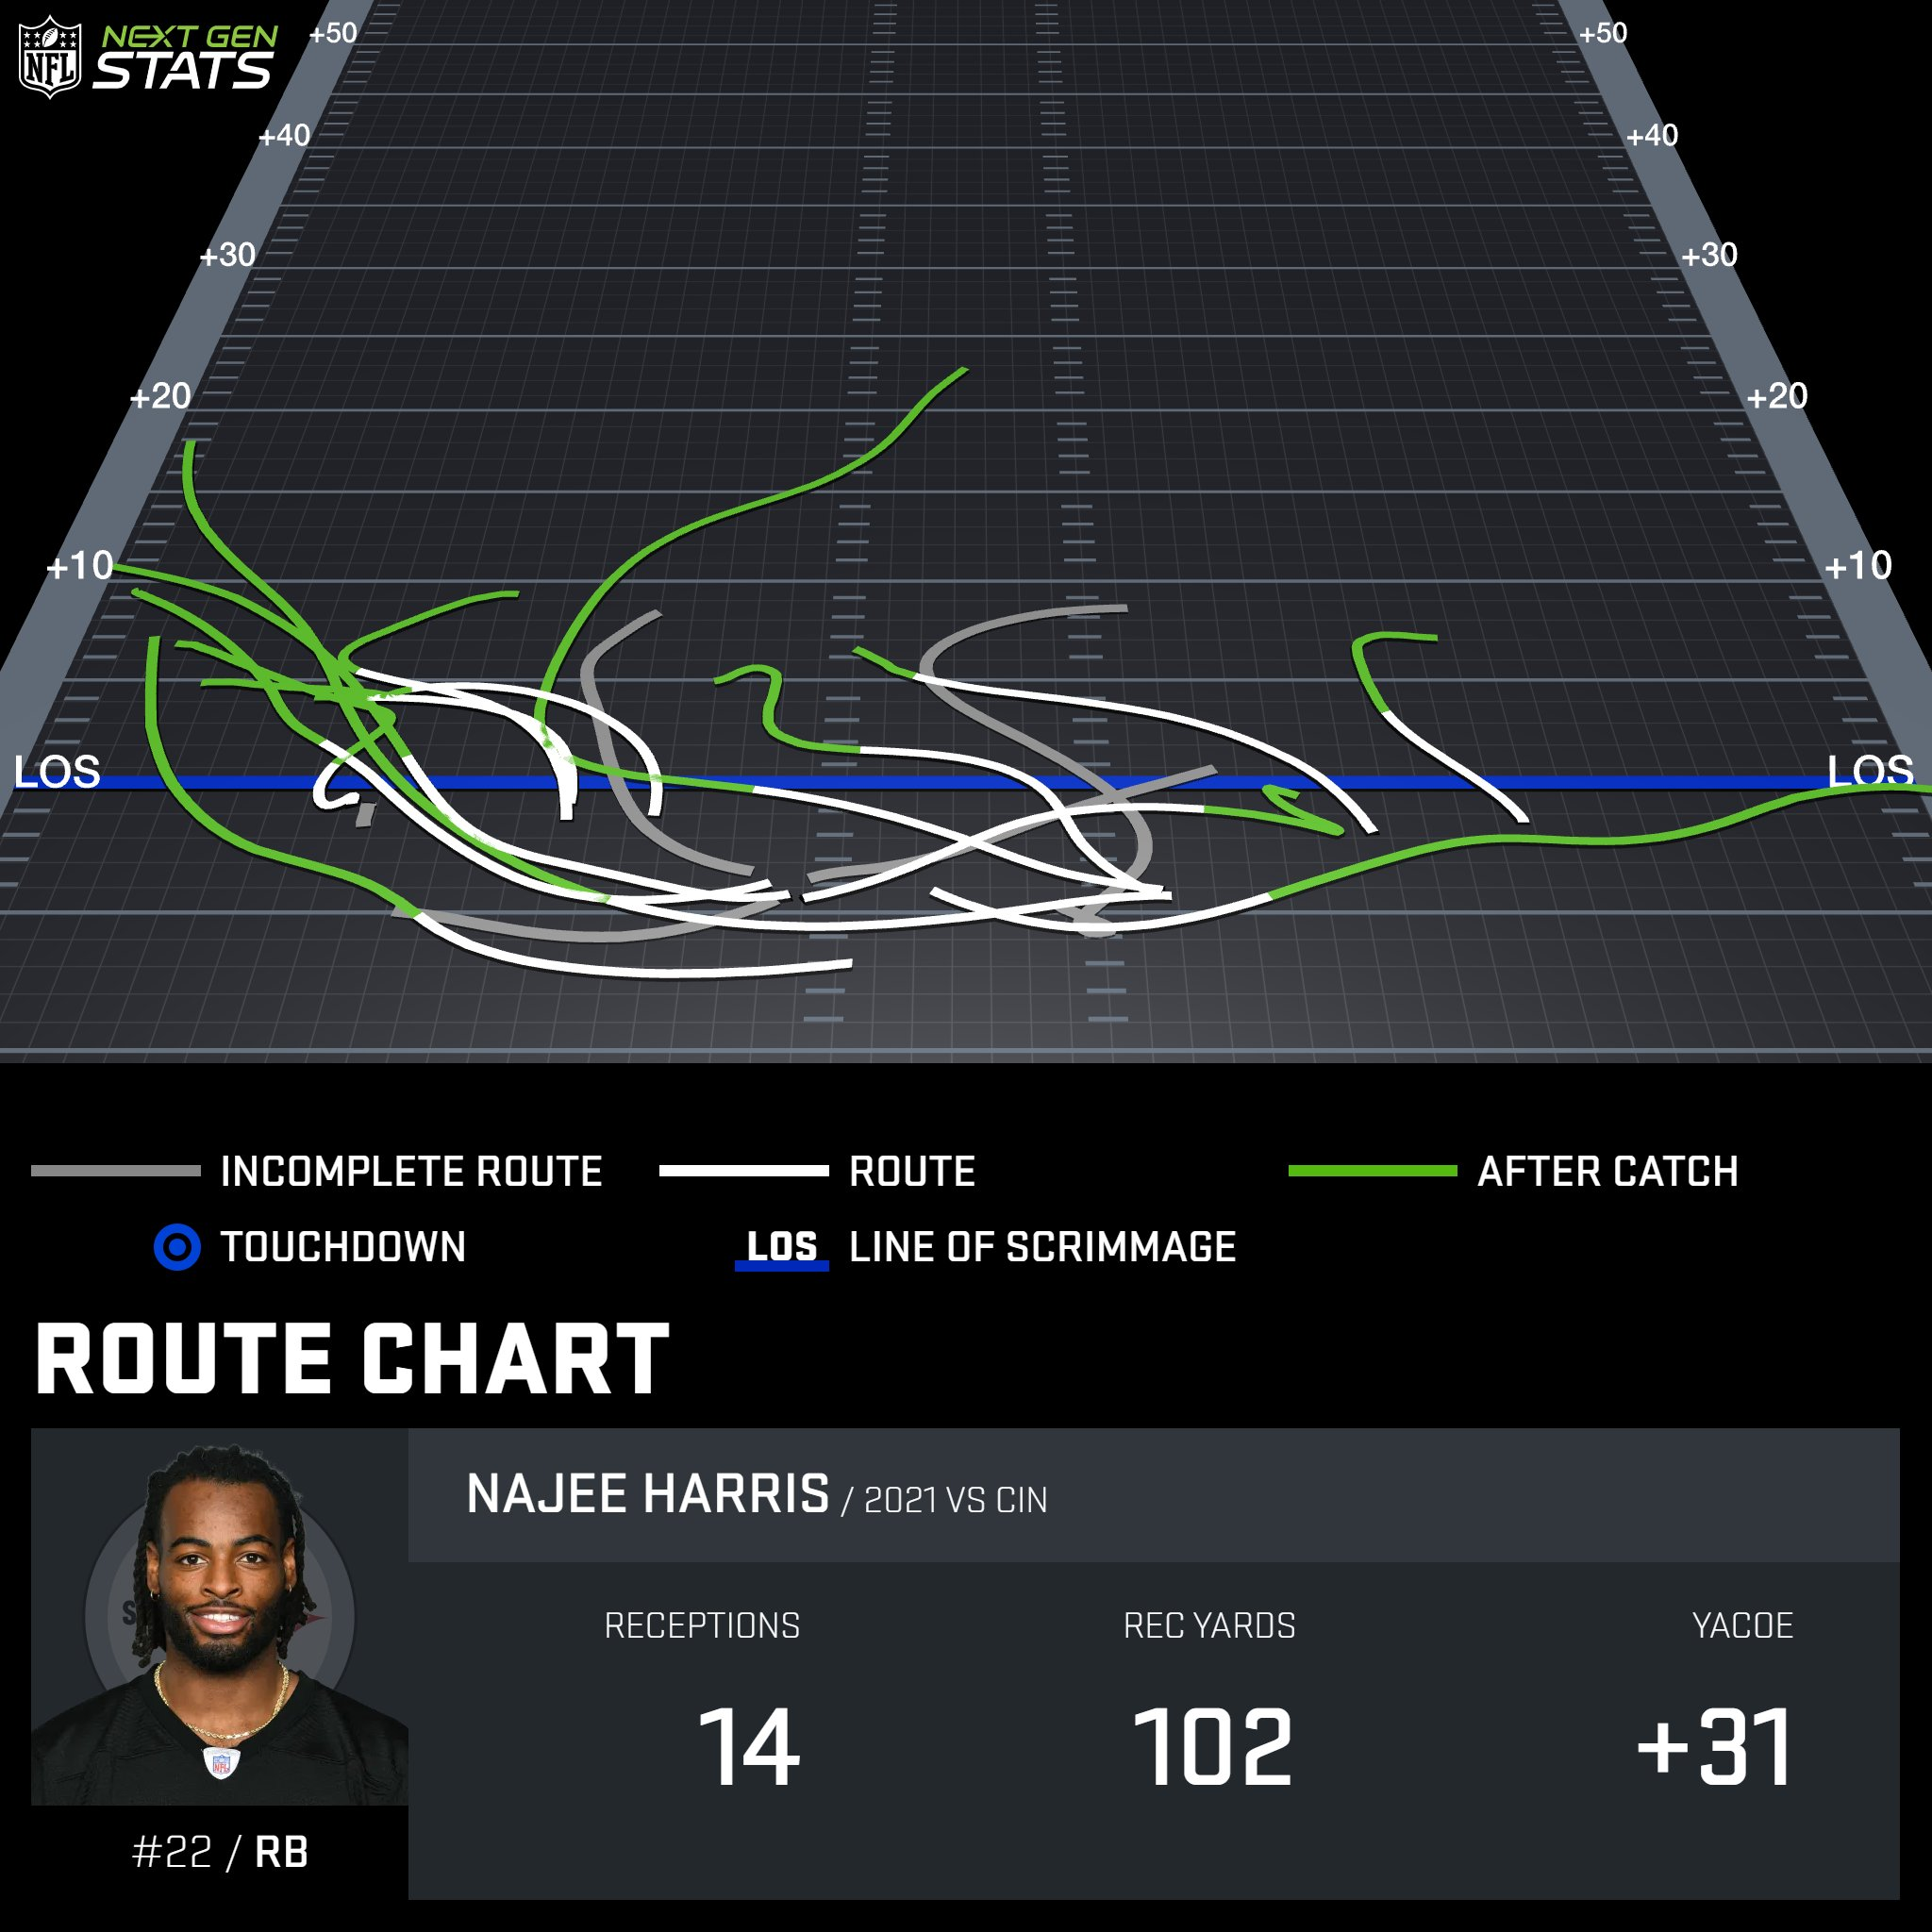 NFL
NEXT GEN
STATS
+50 +50
+40 +40
+30 +30
+20 +20
+10 +10
LOS LOS
INCOMPLETE ROUTE ROUTE AFTER CATCH
TOUCHDOWN LOS LINE OF SCRIMMAGE
ROUTE CHART
NAJEE HARRIS / 2021 VS CIN
RECEPTIONS REC YARDS YACOE
14 102 +31
NFL
#22 / RB